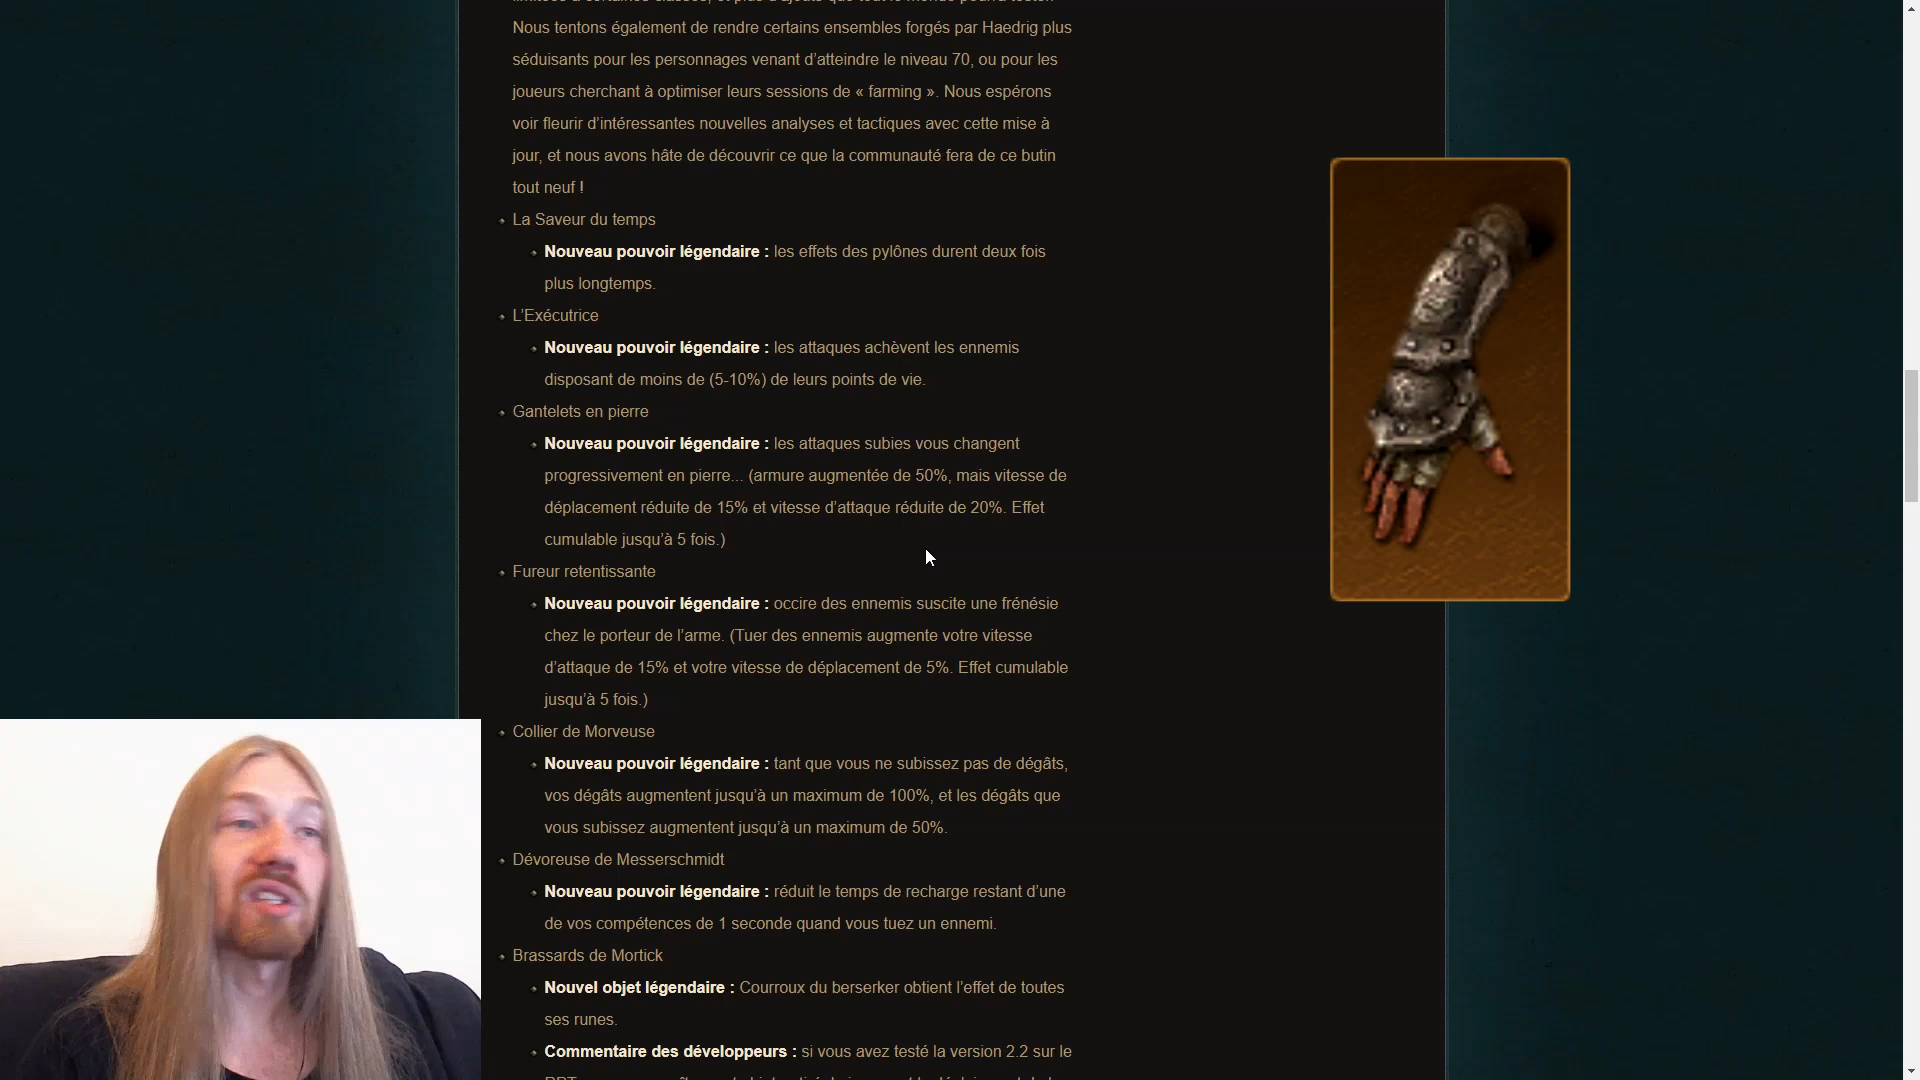 Nous tentons également de rendre certains ensembles forgés par Haedrig plus
séduisants pour les personnages venant d'atteindre le niveau 70, ou pour les
joueurs cherchant à optimiser leurs sessions de « farming ». Nous espérons
voir fleurir d'intéressantes nouvelles analyses et tactiques avec cette mise à
jour, et nous avons hâte de découvrir ce que la communauté fera de ce butin
tout neuf !
La Saveur du temps
Nouveau pouvoir légendaire : les effets des pylônes durent deux fois
plus longtemps.
L'Exécutrice
Nouveau pouvoir légendaire : les attaques achèvent les ennemis
disposant de moins de (5-10%) de leurs points de vie.
Gantelets en pierre
Nouveau pouvoir légendaire : les attaques subies vous changent
progressivement en pierre... (armure augmentée de 50%, mais vitesse de
déplacement réduite de 15% et vitesse d'attaque réduite de 20%. Effet
cumulable jusqu'à 5 fois.)
Fureur retentissante
Nouveau pouvoir légendaire : occire des ennemis suscite une frénésie
chez le porteur de l'arme. (Tuer des ennemis augmente votre vitesse
d'attaque de 15% et votre vitesse de déplacement de 5%. Effet cumulable
jusqu'à 5 fois.)
Collier de Morveuse
Nouveau pouvoir légendaire : tant que vous ne subissez pas de dégâts,
vos dégâts augmentent jusqu'à un maximum de 100%, et les dégâts que
vous subissez augmentent jusqu'à un maximum de 50%.
Dévoreuse de Messerschmidt
Nouveau pouvoir légendaire : réduit le temps de recharge restant d'une
de vos compétences de 1 seconde quand vous tuez un ennemi.
Brassards de Mortick
Nouvel objet légendaire : Courroux du berserker obtient l'effet de toutes
ses runes.
Commentaire des développeurs : si vous avez testé la version 2.2 sur le